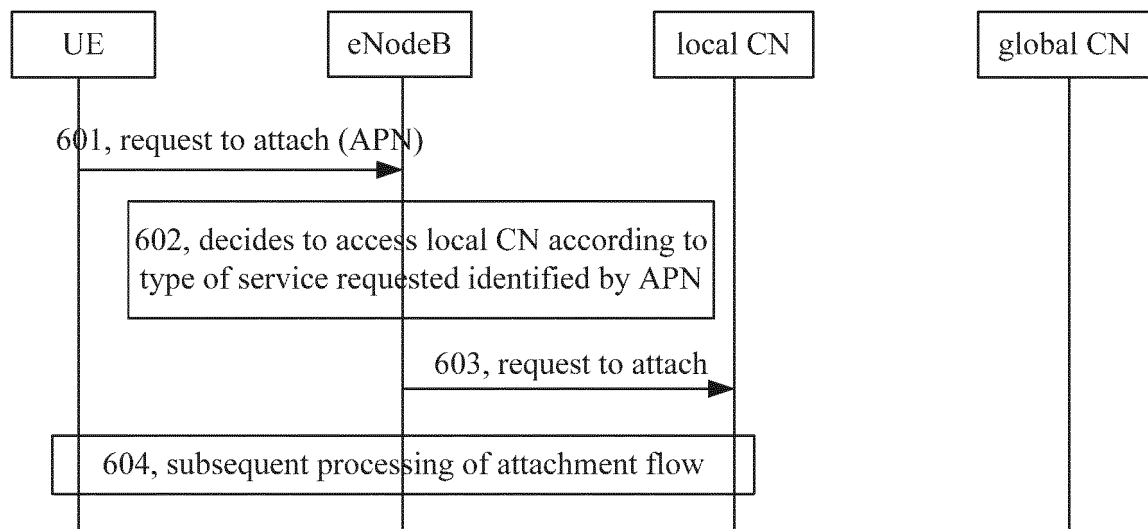 UE
eNodeB
local CN
global CN
601, request to attach (APN)
602, decides to access local CN according to
type of service requested identified by APN
603, request to attach
604, subsequent processing of attachment flow